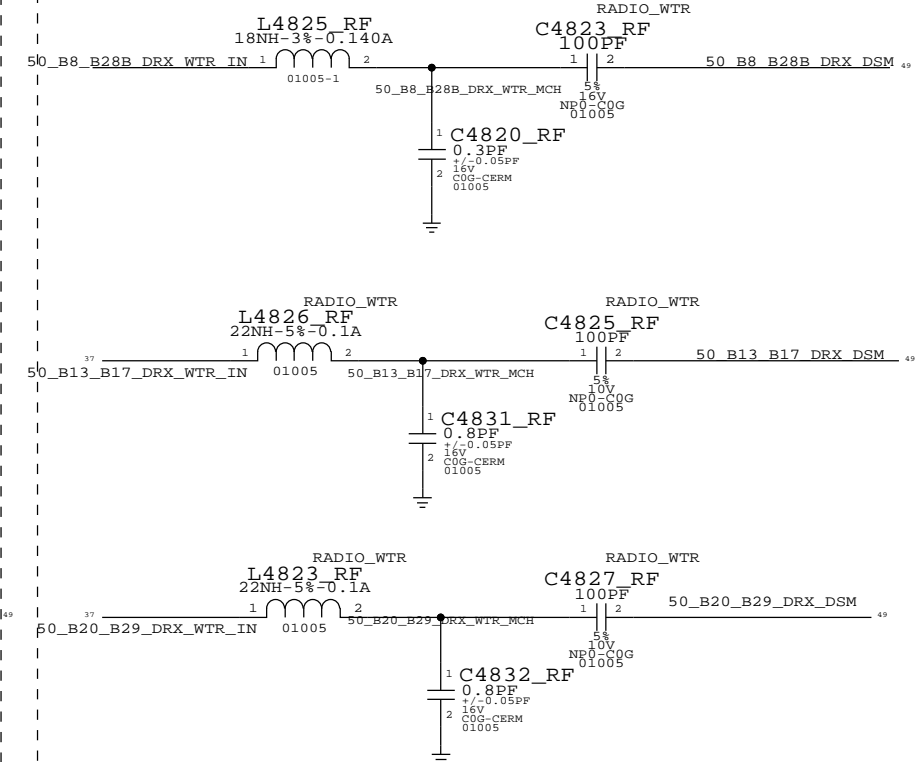 RADIO_WTR
L4825_RF
18NH-3%-0.140A
C4823_RF
100PF
50_B8_B28B_DRX_WTR_IN 1 2 1 2 50_B8_B28B_DRX_DSM 49
01005-1
50_B8_B28B_DRX_WTR_MCH
5%
16V
NP0-C0G
01005
1 C4820_RF
0.3PF
+/-0.05PF
16V
2 C0G-CERM
01005
RADIO_WTR RADIO_WTR
L4826_RF
22NH-5%-0.1A
C4825_RF
100PF
37 1 2 1 2 50_B13_B17_DRX_DSM 49
50_B13_B17_DRX_WTR_IN 01005 50_B13_B17_DRX_WTR_MCH
5%
10V
NP0-C0G
01005
1 C4831_RF
0.8PF
+/-0.05PF
16V
2 C0G-CERM
01005
RADIO_WTR RADIO_WTR
L4823_RF
22NH-5%-0.1A
C4827_RF
100PF
49 37 1 2 1 2 50_B20_B29_DRX_DSM 49
50_B20_B29_DRX_WTR_IN 01005 50_B20_B29_DRX_WTR_MCH
5%
10V
NP0-C0G
01005
1 C4832_RF
0.8PF
+/-0.05PF
16V
2 C0G-CERM
01005